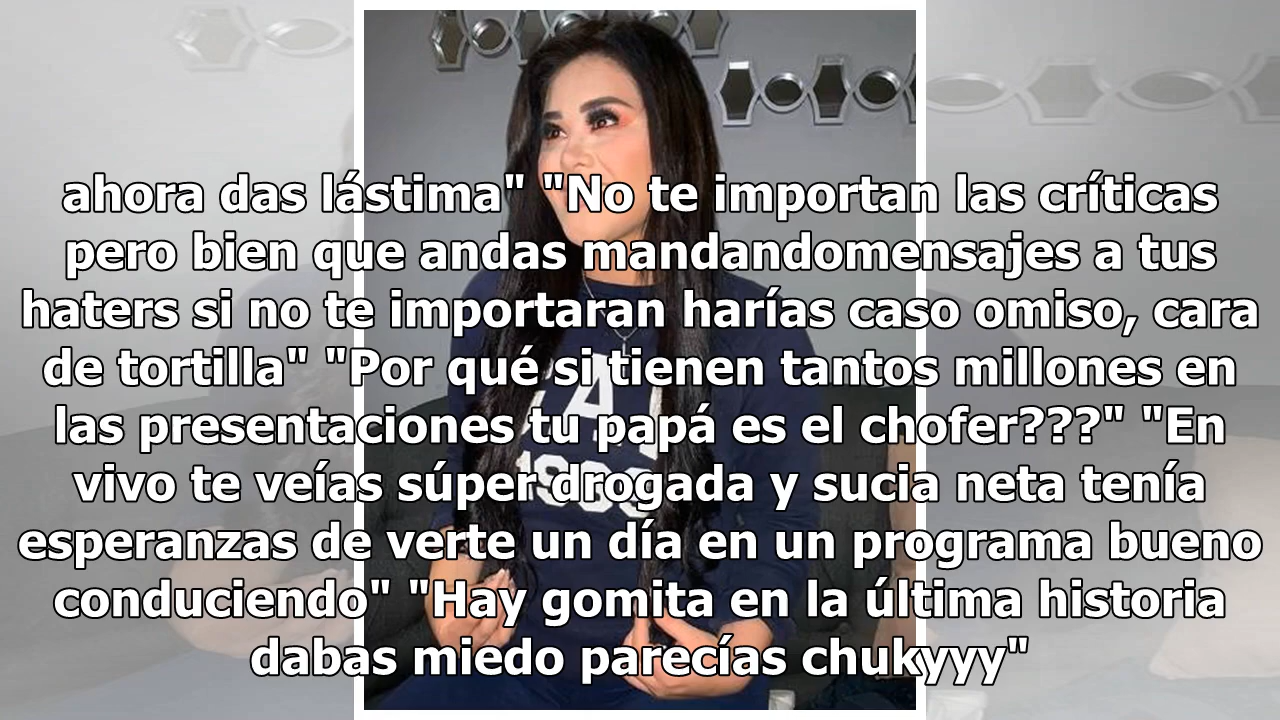 ahora das lástima" "No te importan las críticas
pero bien que andas mandandomensajes a tus
haters si no te importaran harías caso omiso, cara
de tortilla" "Por qué si tienen tantos millones en
las presentaciones tu papá es el chofer???" "En
vivo te veías súper drogada y sucia neta tenía
esperanzas de verte un día en un programa bueno
conduciendo" "Hay gomita en la última historia
dabas miedo parecías chukyyy"